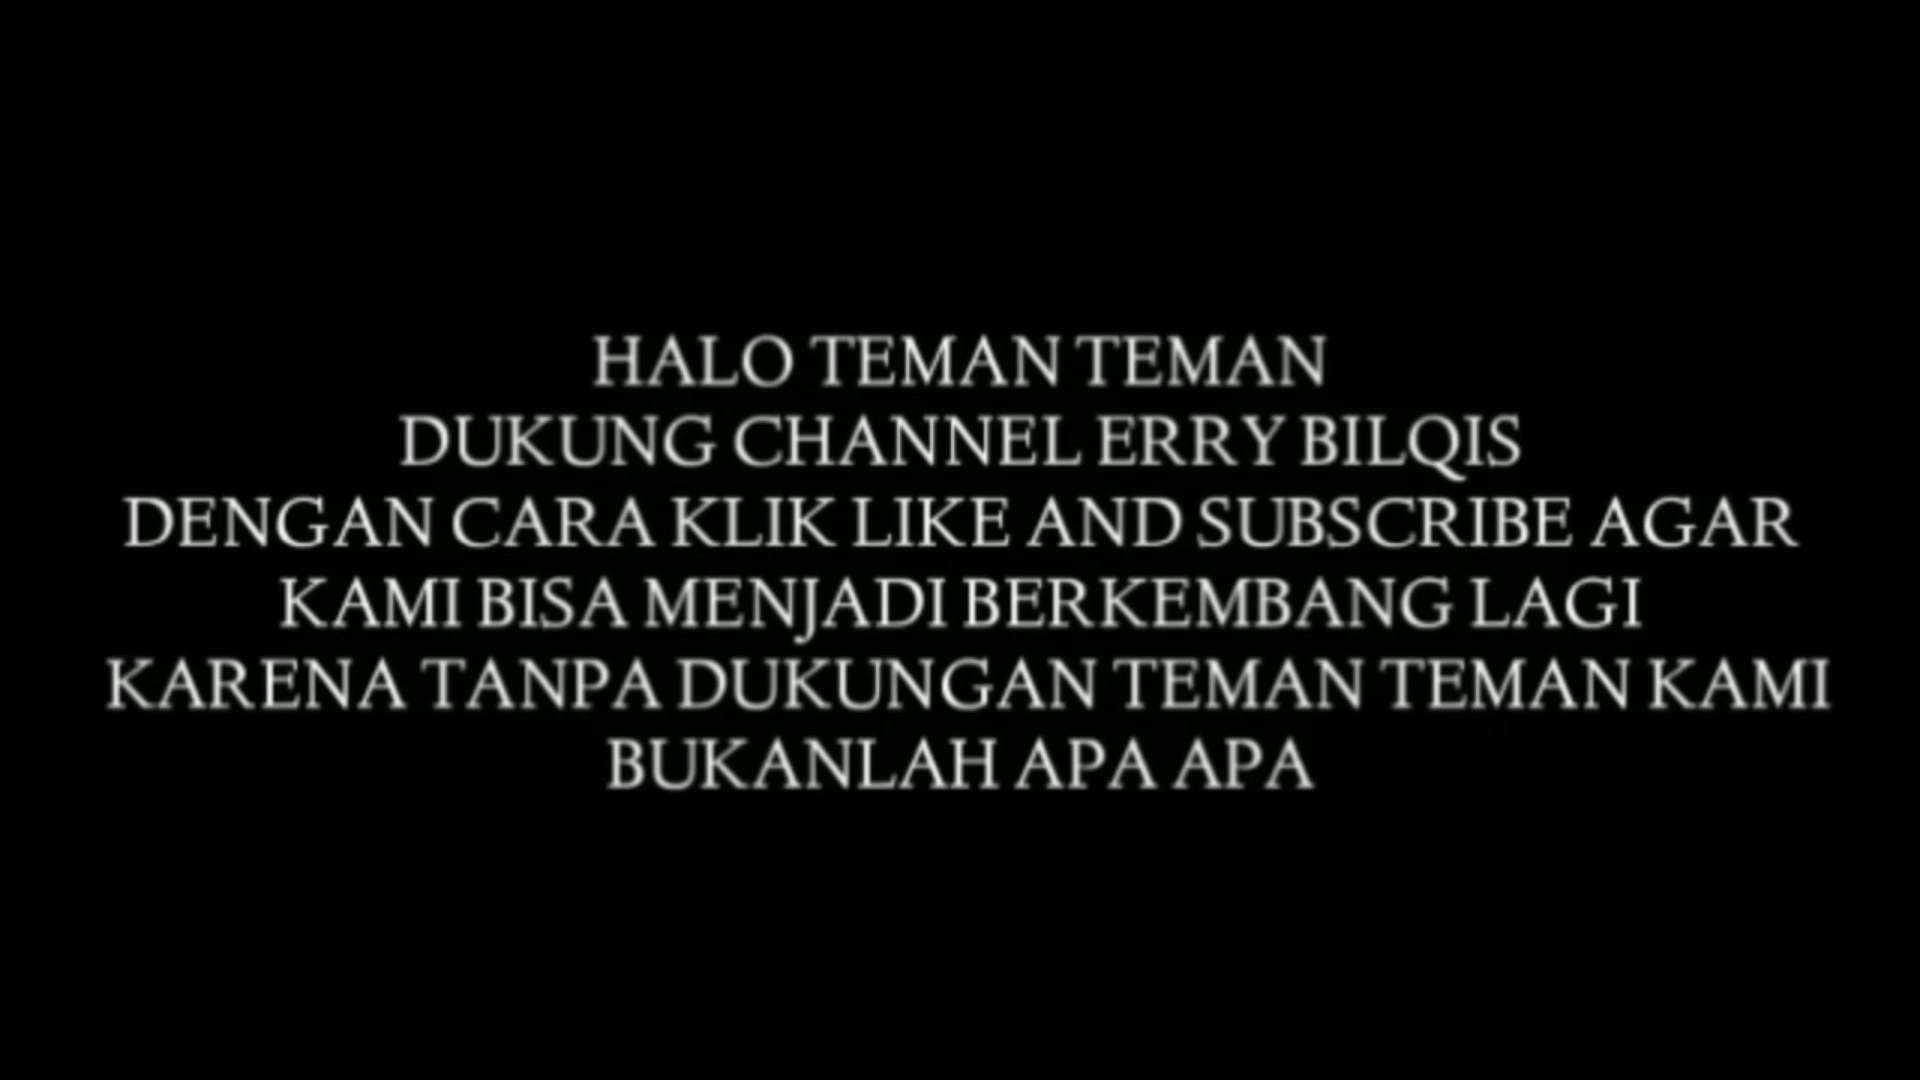 HALO TEMAN TEMAN
DUKUNG CHANNEL ERRY BILQIS
DENGAN CARA KLIK LIKE AND SUBSCRIBE AGAR
KAMI BISA MENJADI BERKEMBANG LAGI
KARENA TANPA DUKUNGAN TEMAN TEMAN KAMI
BUKANLAH APA APA